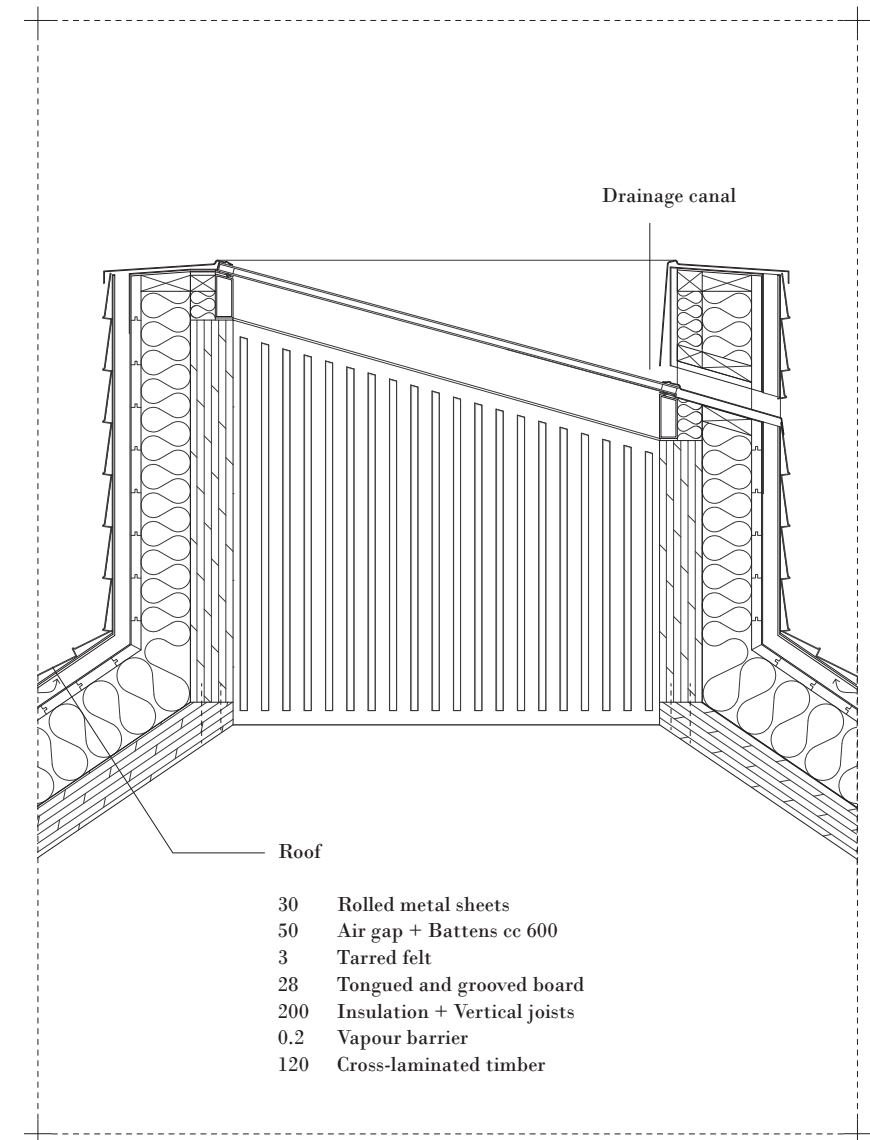 Drainage canal
Roof
30 Rolled metal sheets
50 Air gap + Battens cc 600
3 Tarred felt
28 Tongued and grooved board
200 Insulation + Vertical joists
0.2 Vapour barrier
120 Cross-laminated timber